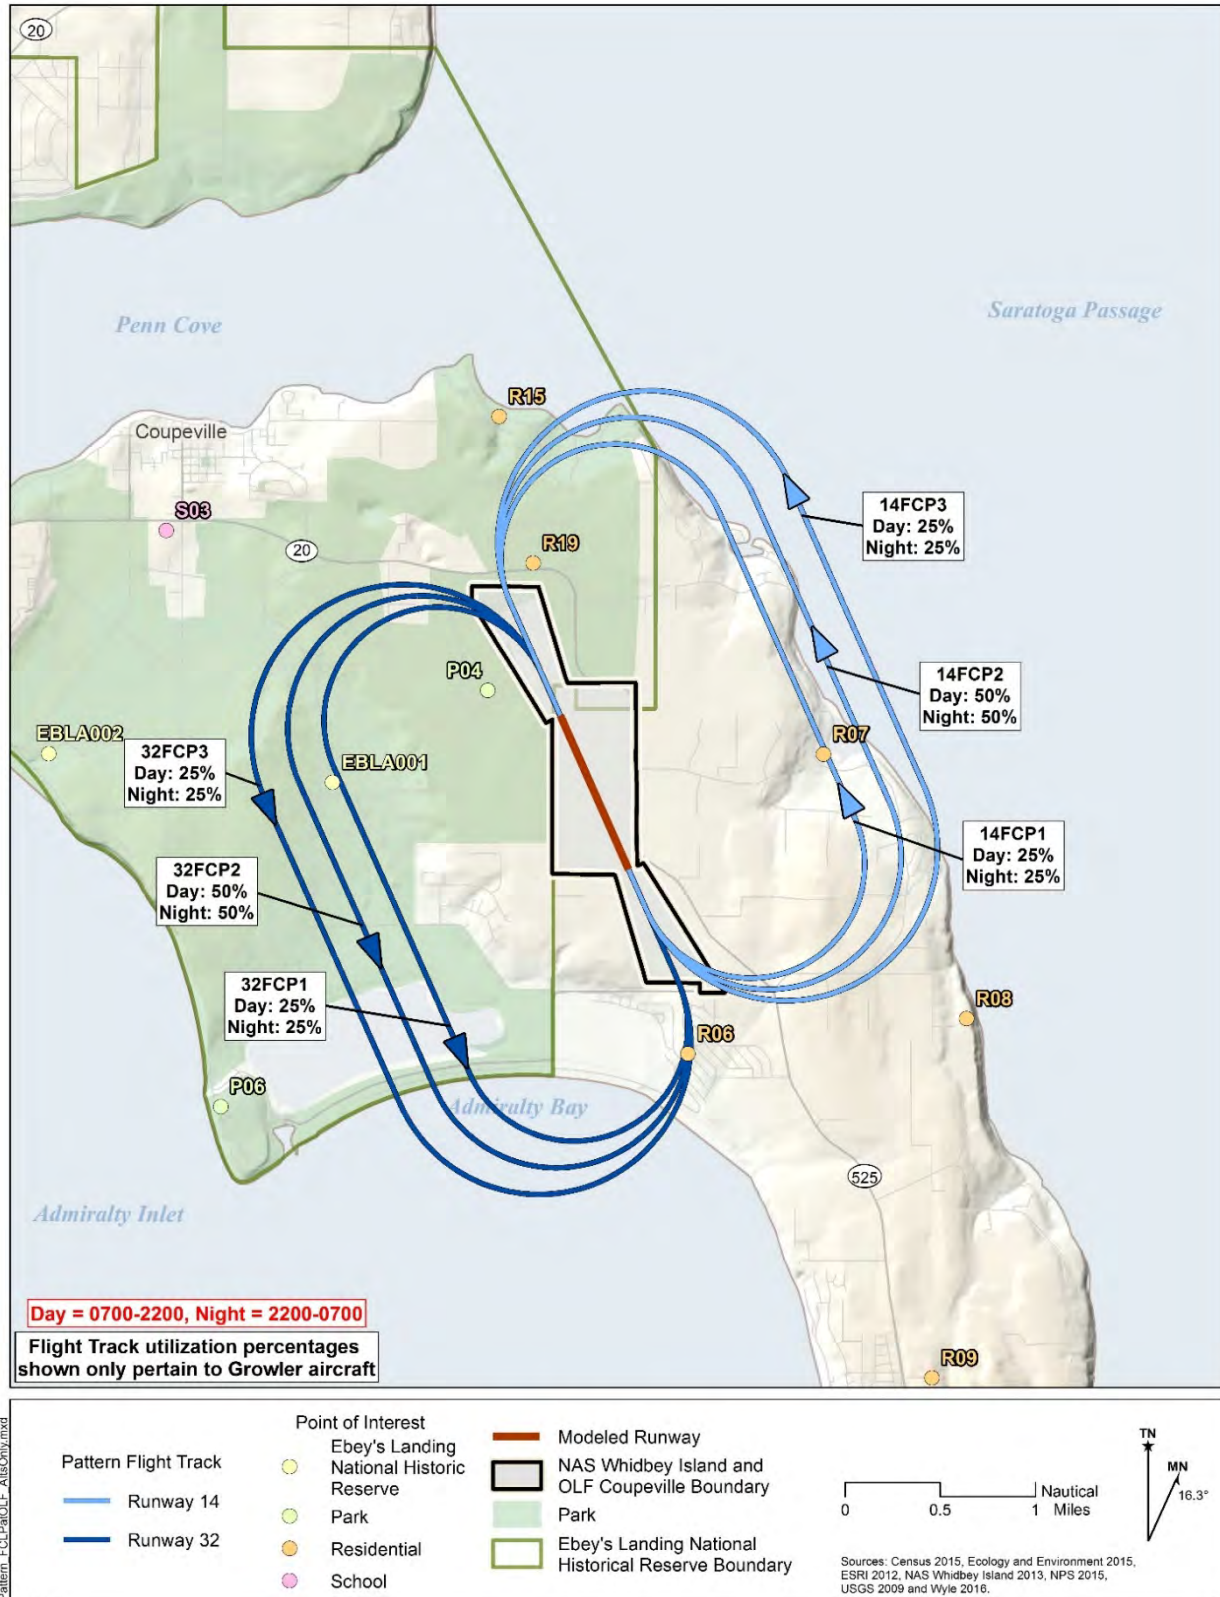 20
Penn Cove
Saratoga Passage
R15
Coupeville
S03
20
R19
14FCP3
Day: 25%
Night: 25%
P04
14FCP2
Day: 50%
Night: 50%
EBLA002
R07
32FCP3
Day: 25%
Night: 25%
EBLA001
14FCP1
Day: 25%
Night: 25%
32FCP2
Day: 50%
Night: 50%
32FCP1
Day: 25%
Night: 25%
R08
R06
P06
Admiralty Bay
525
Admiralty Inlet
Day = 0700-2200, Night = 2200-0700
Flight Track utilization percentages
shown only pertain to Growler aircraft
R09
Pattern_FCLPatOLF_AltsOnly.mxd
Pattern Flight Track
Runway 14
Runway 32
Point of Interest
Ebey's Landing
National Historic
Reserve
Park
Residential
School
Modeled Runway
NAS Whidbey Island and
OLF Coupeville Boundary
Park
Ebey's Landing National
Historical Reserve Boundary
0 0.5 1 Nautical
Miles
TN
MN
16.3°
Sources: Census 2015, Ecology and Environment 2015,
ESRI 2012, NAS Whidbey Island 2013, NPS 2015,
USGS 2009 and Wyle 2016.